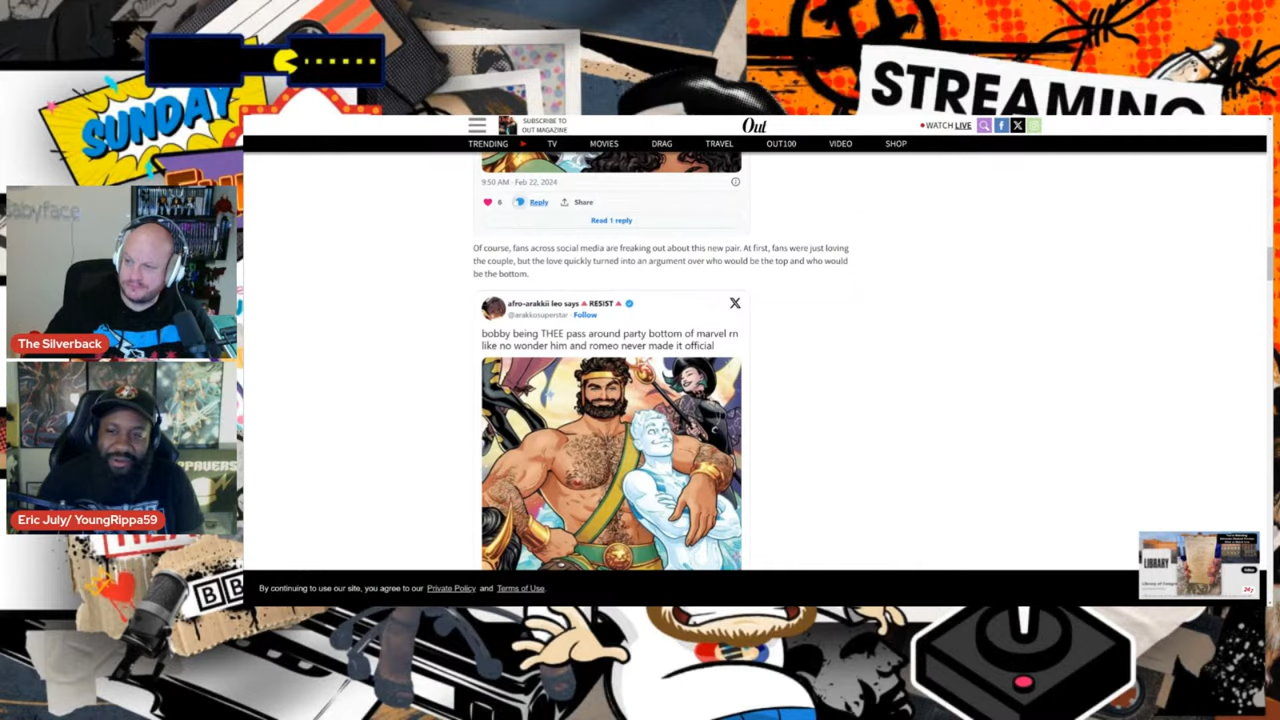 SUNDAY
STREAMING
SUBSCRIBE TO
OUT MAGAZINE
Out
WATCH LIVE
TRENDING TV MOVIES DRAG TRAVEL OUT100 VIDEO SHOP
9:50 AM · Feb 22, 2024
6 Reply Share
Read 1 reply
Of course, fans across social media are freaking out about this new pair. At first, fans were just loving
the couple, but the love quickly turned into an argument over who would be the top and who would
be the bottom.
afro-arakkii leo says RESIST
@arakkosuperstar · Follow
bobby being THEE pass around party bottom of marvel rn
like no wonder him and romeo never made it official
babyface
The Silverback
Eric July/ YoungRippa59
LIBRARY
By continuing to use our site, you agree to our Private Policy and Terms of Use.